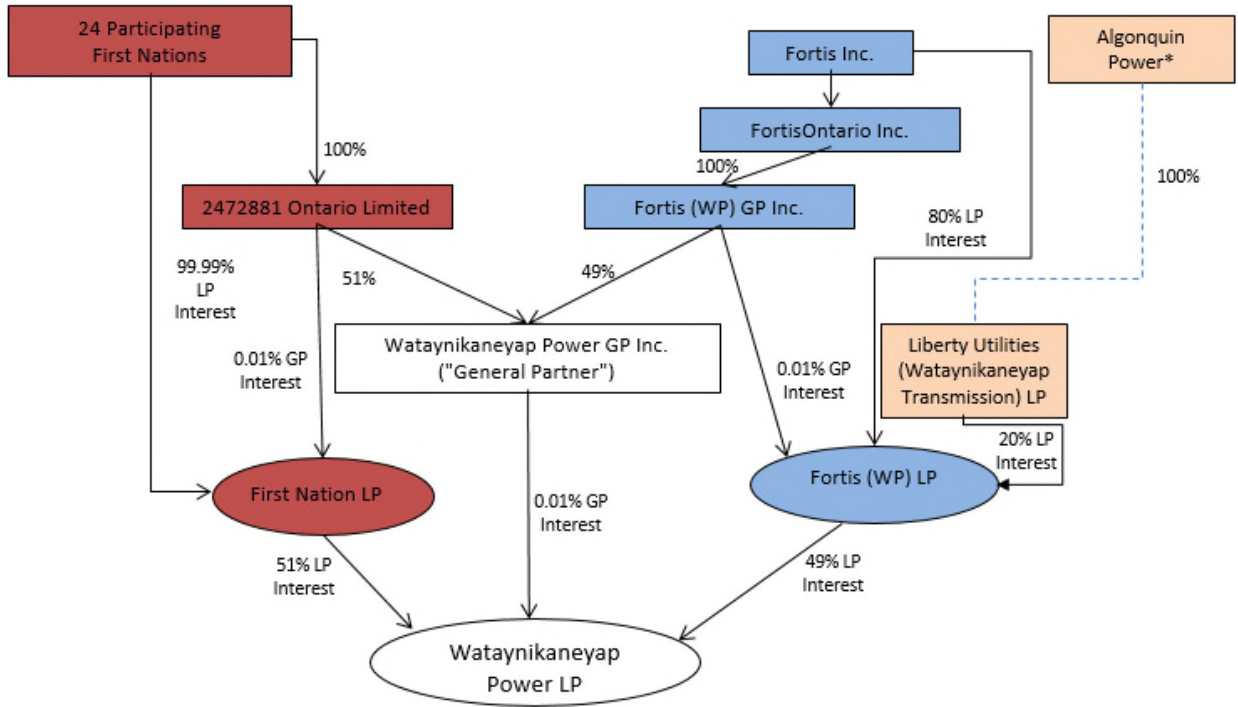 24 Participating
First Nations
Fortis Inc.
Algonquin
Power*
FortisOntario Inc.
100%
100%
100%
2472881 Ontario Limited
Fortis (WP) GP Inc.
80% LP
Interest
99.99%
LP
Interest
51%
49%
0.01% GP
Interest
Wataynikaneyap Power GP Inc.
("General Partner")
0.01% GP
Interest
Liberty Utilities
(Wataynikaneyap
Transmission) LP
20% LP
Interest
First Nation LP
Fortis (WP) LP
0.01% GP
Interest
51% LP
Interest
49% LP
Interest
Wataynikaneyap
Power LP